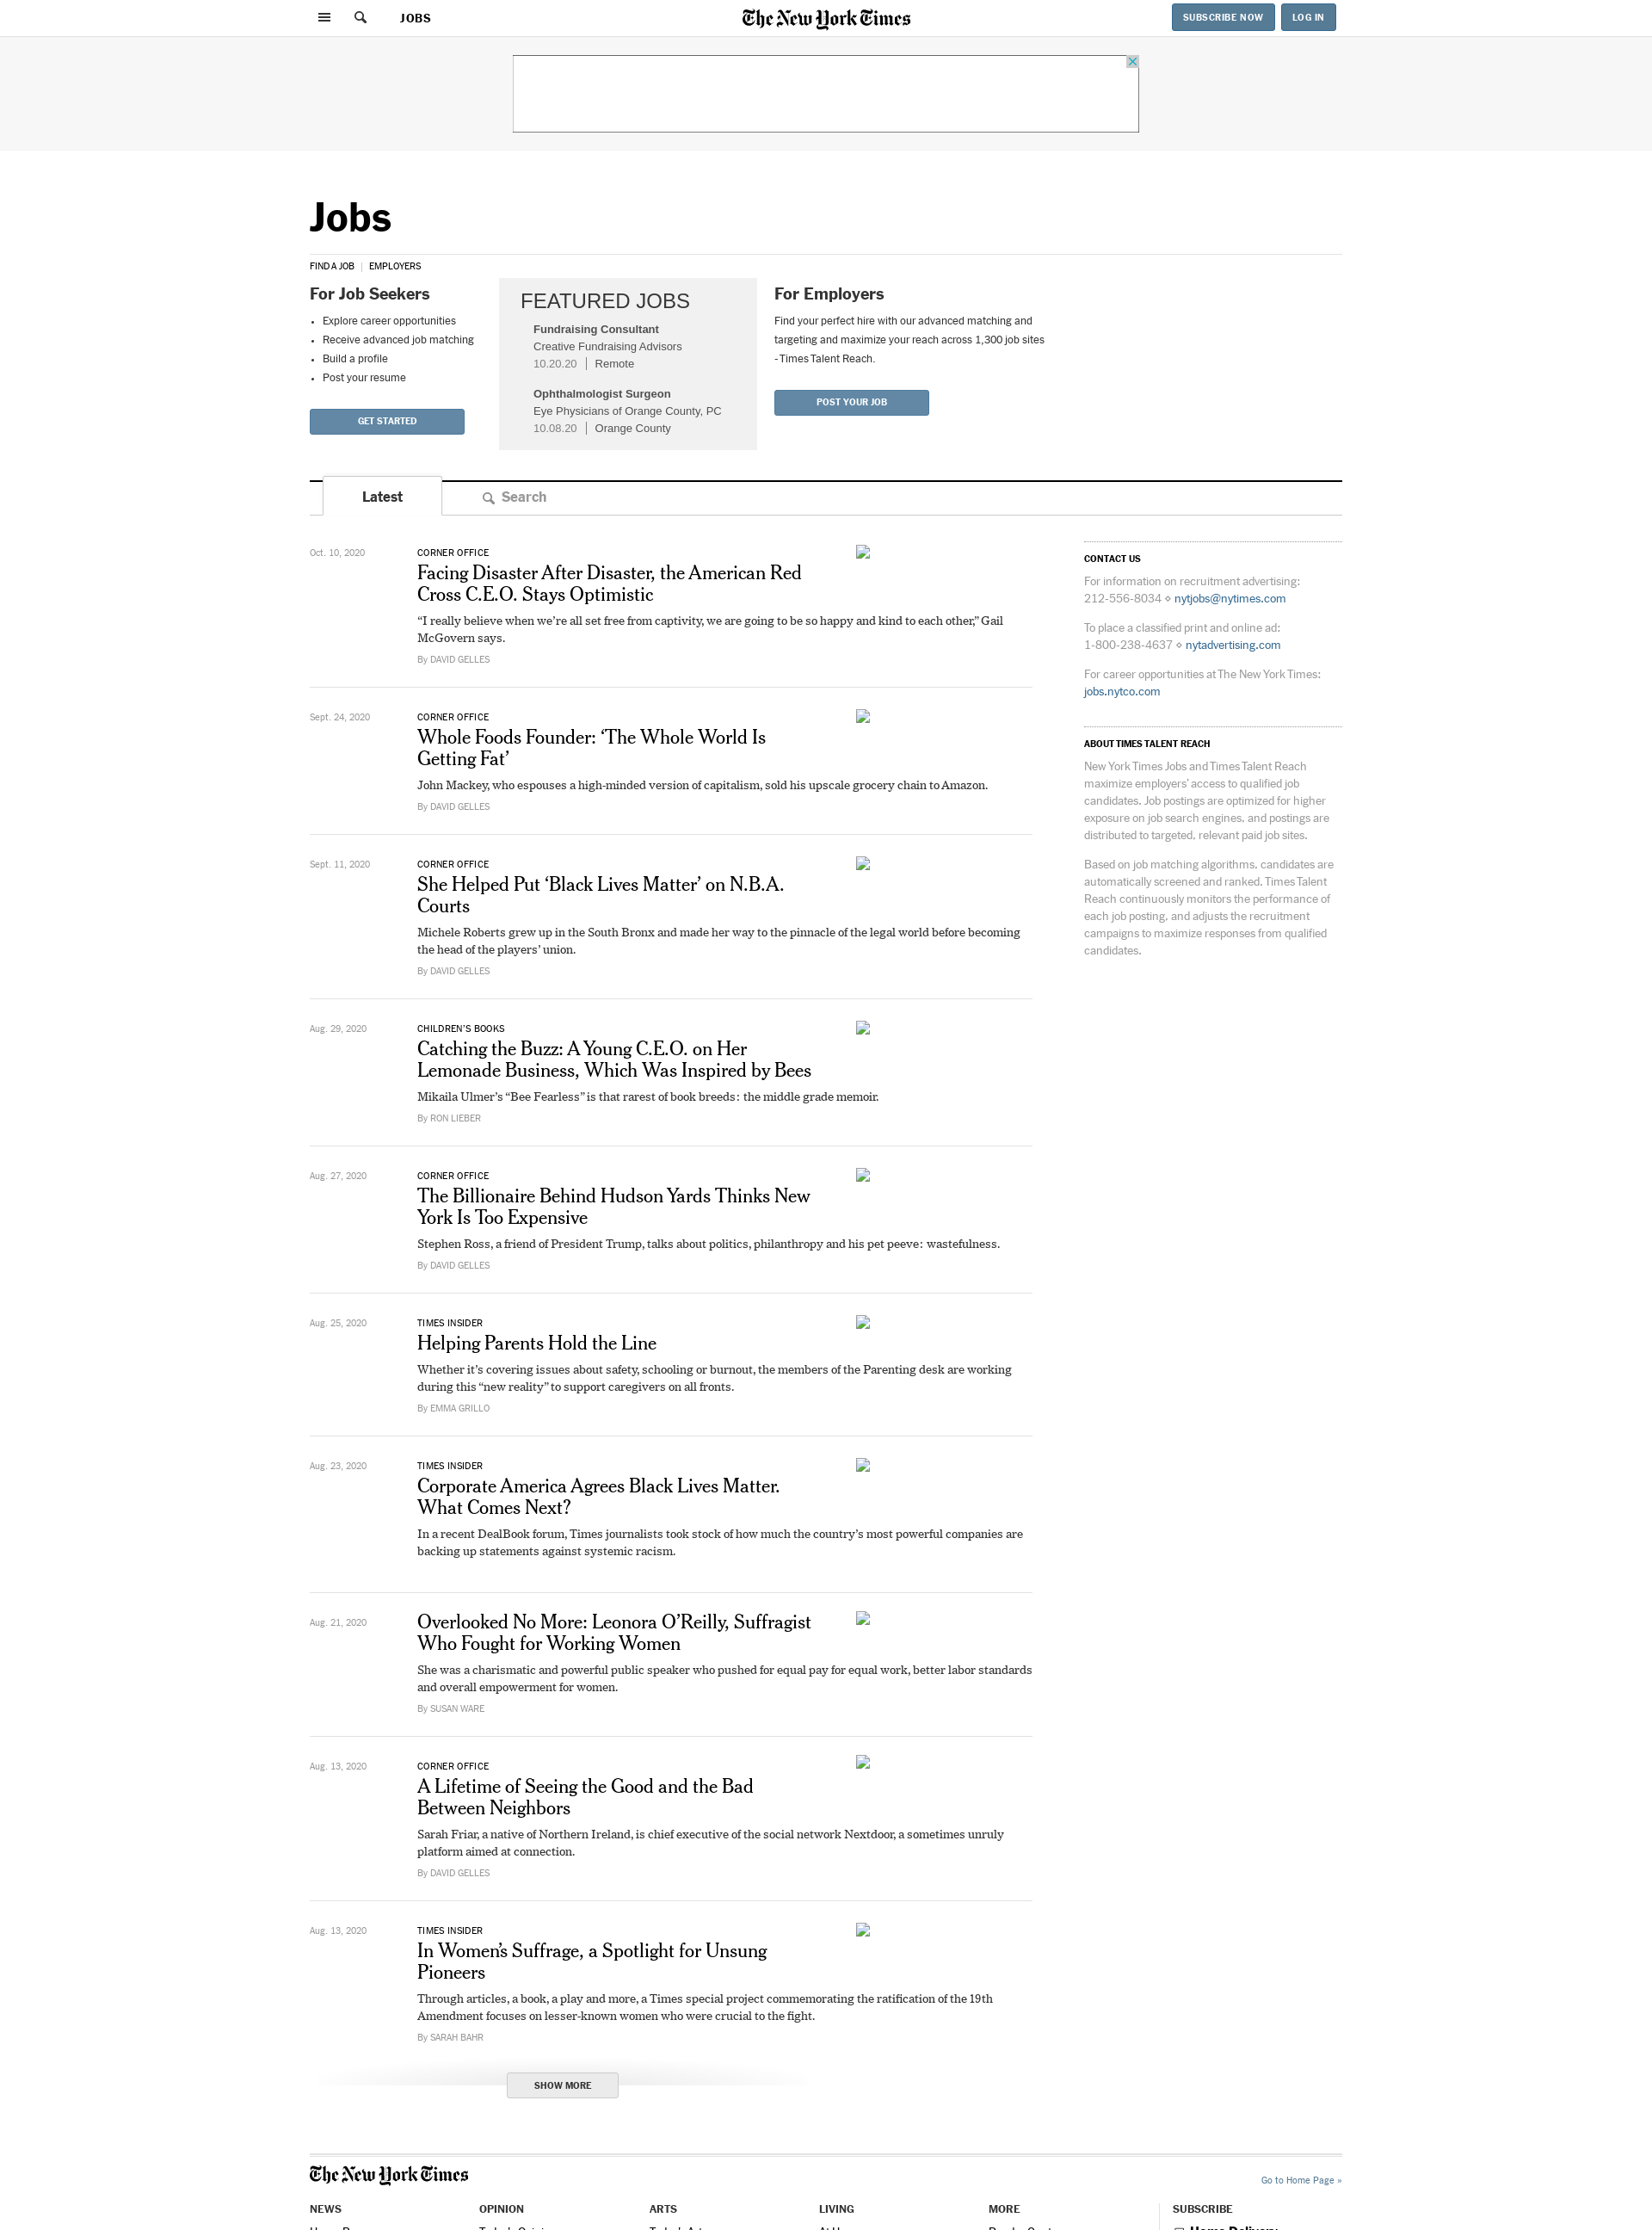 JOBS
The New York Times
SUBSCRIBE NOW
LOG IN
Jobs
FIND A JOB
EMPLOYERS
For Job Seekers
Explore career opportunities
Receive advanced job matching
Build a profile
Post your resume
GET STARTED
FEATURED JOBS
Fundraising Consultant
Creative Fundraising Advisors
10.20.20 | Remote
Ophthalmologist Surgeon
Eye Physicians of Orange County, PC
10.08.20 | Orange County
For Employers
Find your perfect hire with our advanced matching and
targeting and maximize your reach across 1,300 job sites
- Times Talent Reach.
POST YOUR JOB
Latest
Search
Oct. 10, 2020
CORNER OFFICE
Facing Disaster After Disaster, the American Red
Cross C.E.O. Stays Optimistic
“I really believe when we’re all set free from captivity, we are going to be so happy and kind to each other,” Gail
McGovern says.
By DAVID GELLES
Sept. 24, 2020
CORNER OFFICE
Whole Foods Founder: ‘The Whole World Is
Getting Fat’
John Mackey, who espouses a high-minded version of capitalism, sold his upscale grocery chain to Amazon.
By DAVID GELLES
Sept. 11, 2020
CORNER OFFICE
She Helped Put ‘Black Lives Matter’ on N.B.A.
Courts
Michele Roberts grew up in the South Bronx and made her way to the pinnacle of the legal world before becoming
the head of the players’ union.
By DAVID GELLES
Aug. 29, 2020
CHILDREN’S BOOKS
Catching the Buzz: A Young C.E.O. on Her
Lemonade Business, Which Was Inspired by Bees
Mikaila Ulmer’s “Bee Fearless” is that rarest of book breeds: the middle grade memoir.
By RON LIEBER
Aug. 27, 2020
CORNER OFFICE
The Billionaire Behind Hudson Yards Thinks New
York Is Too Expensive
Stephen Ross, a friend of President Trump, talks about politics, philanthropy and his pet peeve: wastefulness.
By DAVID GELLES
Aug. 25, 2020
TIMES INSIDER
Helping Parents Hold the Line
Whether it’s covering issues about safety, schooling or burnout, the members of the Parenting desk are working
during this “new reality” to support caregivers on all fronts.
By EMMA GRILLO
Aug. 23, 2020
TIMES INSIDER
Corporate America Agrees Black Lives Matter.
What Comes Next?
In a recent DealBook forum, Times journalists took stock of how much the country’s most powerful companies are
backing up statements against systemic racism.
Aug. 21, 2020
Overlooked No More: Leonora O’Reilly, Suffragist
Who Fought for Working Women
She was a charismatic and powerful public speaker who pushed for equal pay for equal work, better labor standards
and overall empowerment for women.
By SUSAN WARE
Aug. 13, 2020
CORNER OFFICE
A Lifetime of Seeing the Good and the Bad
Between Neighbors
Sarah Friar, a native of Northern Ireland, is chief executive of the social network Nextdoor, a sometimes unruly
platform aimed at connection.
By DAVID GELLES
Aug. 13, 2020
TIMES INSIDER
In Women’s Suffrage, a Spotlight for Unsung
Pioneers
Through articles, a book, a play and more, a Times special project commemorating the ratification of the 19th
Amendment focuses on lesser-known women who were crucial to the fight.
By SARAH BAHR
SHOW MORE
CONTACT US
For information on recruitment advertising:
212-556-8034 ⋄ nytjobs@nytimes.com
To place a classified print and online ad:
1-800-238-4637 ⋄ nytadvertising.com
For career opportunities at The New York Times:
jobs.nytco.com
ABOUT TIMES TALENT REACH
New York Times Jobs and Times Talent Reach
maximize employers’ access to qualified job
candidates. Job postings are optimized for higher
exposure on job search engines, and postings are
distributed to targeted, relevant paid job sites.
Based on job matching algorithms, candidates are
automatically screened and ranked. Times Talent
Reach continuously monitors the performance of
each job posting, and adjusts the recruitment
campaigns to maximize responses from qualified
candidates.
The New York Times
Go to Home Page »
NEWS
OPINION
ARTS
LIVING
MORE
SUBSCRIBE
Home Delivery